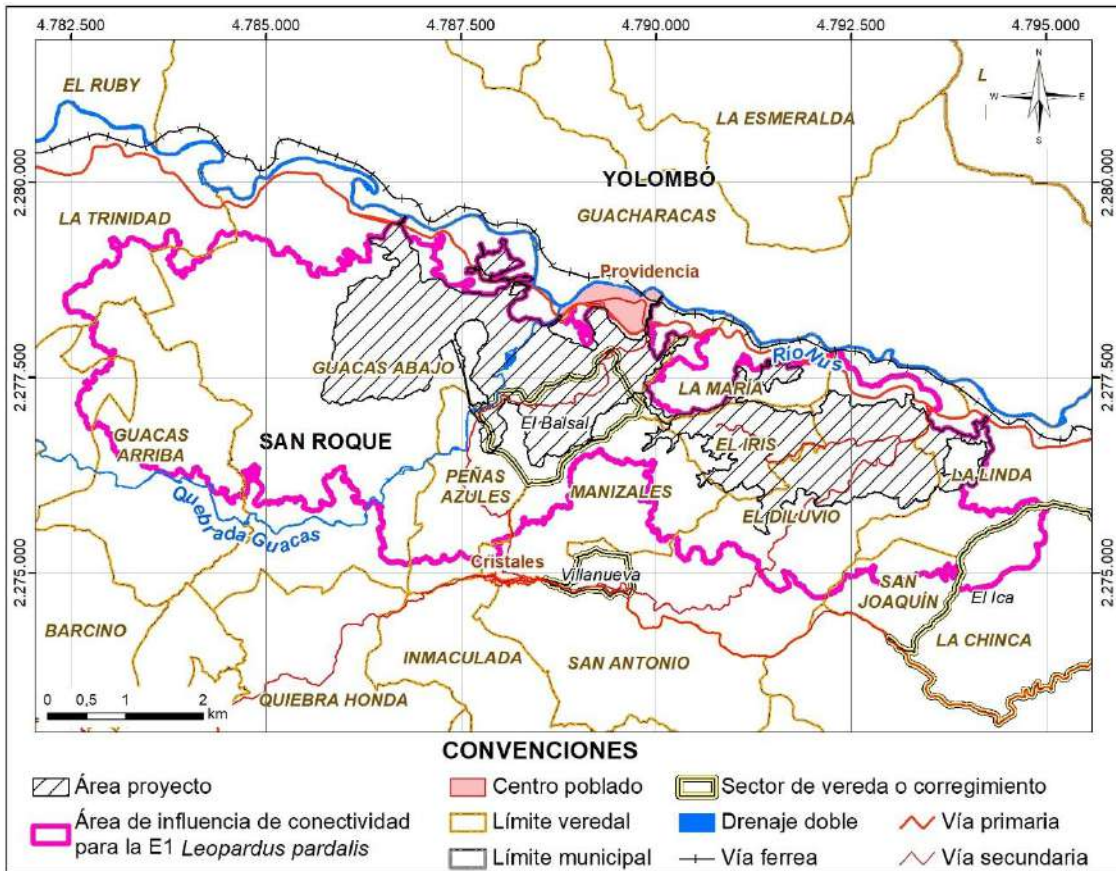 4.782.500 4.785.000 4.787.500 4.790.000 4.792.500 4.795.000
EL RUBY
L
N
W E
S
LA ESMERALDA
2.280.000 2.280.000
YOLOMBÓ
LA TRINIDAD
GUACHARACAS
Providencia
Río Nus
2.277.500 2.277.500
GUACAS ABAJO
LA MARÍA
El Balsal
GUACAS
ARRIBA
SAN ROQUE
EL IRIS
PEÑAS
AZULES
MANIZALES
LA LINDA
Quebrada Guacas
EL DILUVIO
2.275.000 2.275.000
Cristales
Villanueva
SAN
JOAQUÍN
El Ica
BARCINO
LA CHINCA
INMACULADA
SAN ANTONIO
QUIEBRA HONDA
0 0,5 1 2
km
CONVENCIONES
Área proyecto
Centro poblado
Sector de vereda o corregimiento
Área de influencia de conectividad
para la E1 Leopardus pardalis
Límite veredal
Drenaje doble
Vía primaria
Límite municipal
Vía ferrea
Vía secundaria